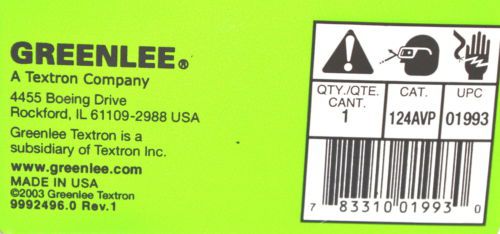 GREENLEE®
A Textron Company
4455 Boeing Drive
Rockford, IL 61109-2988 USA
Greenlee Textron is a
subsidiary of Textron Inc.
www.greenlee.com
MADE IN USA
©2003 Greenlee Textron
9992496.0 Rev.1
QTY./QTE. CAT. UPC
CANT.
1 124AVP 01993
7 83310 01993 0